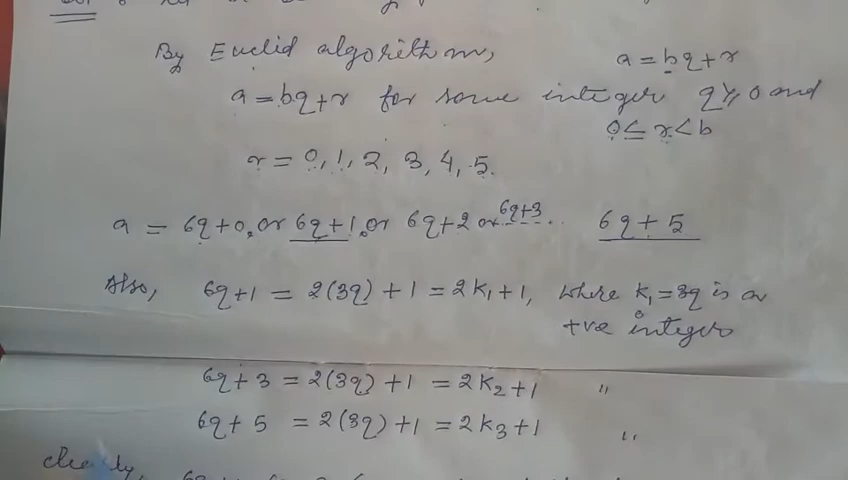 By Euclid algorithm,
a = bq+r
a = bq+r for some integer q ≥ 0 and
0 ≤ r < b
r = 0, 1, 2, 3, 4, 5.
a = 6q+0, or 6q+1, or 6q+2 or 6q+3 ... 6q+5
Also, 6q+1 = 2(3q)+1 = 2k₁+1, where k₁=3q is a
+ve integer
6q+3 = 2(3q)+1 = 2k₂+1 "
6q+5 = 2(3q)+1 = 2k₃+1 "
clearly,